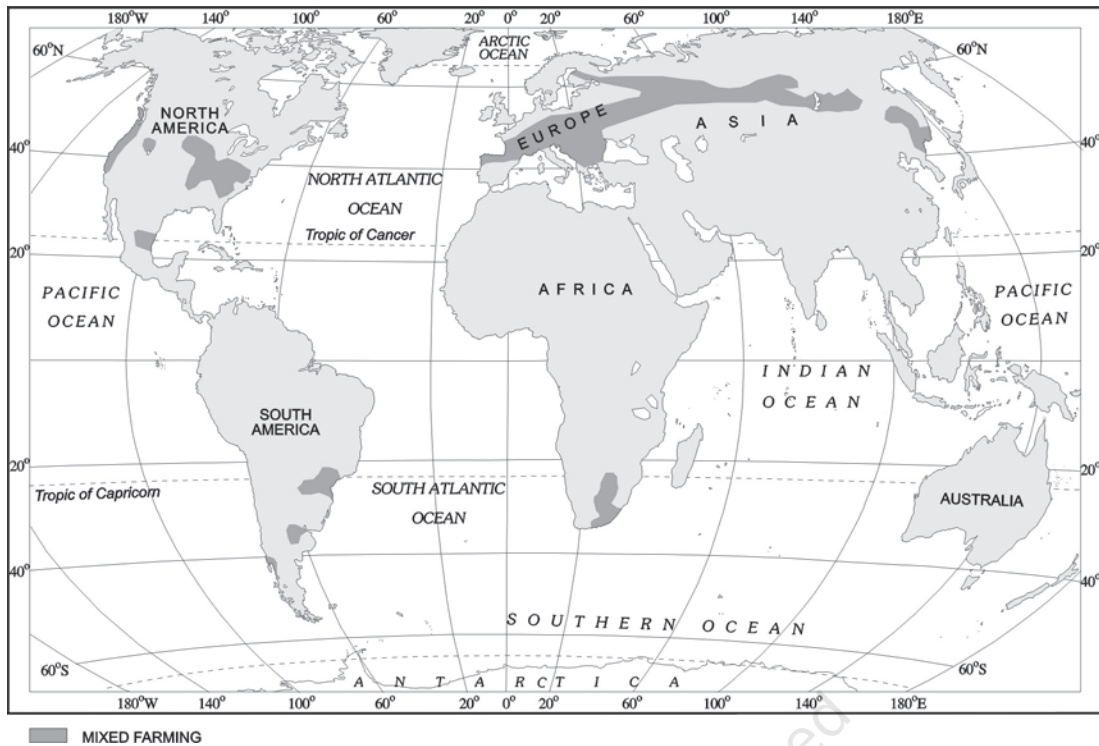 180°W 140° 100° 60° 20° 0° 20° 60° 100° 140° 180°E
60°N
ARCTIC
OCEAN
60°N
NORTH
AMERICA
EUROPE
ASIA
40°
40°
NORTH ATLANTIC
OCEAN
Tropic of Cancer
20°
20°
PACIFIC
OCEAN
AFRICA
PACIFIC
OCEAN
INDIAN
OCEAN
SOUTH
AMERICA
20°
20°
Tropic of Capricorn
SOUTH ATLANTIC
OCEAN
AUSTRALIA
40°
40°
SOUTHERN OCEAN
60°S
60°S
ANTARCTICA
180°W 140° 100° 60° 20° 0° 20° 60° 100° 140° 180°E
MIXED FARMING